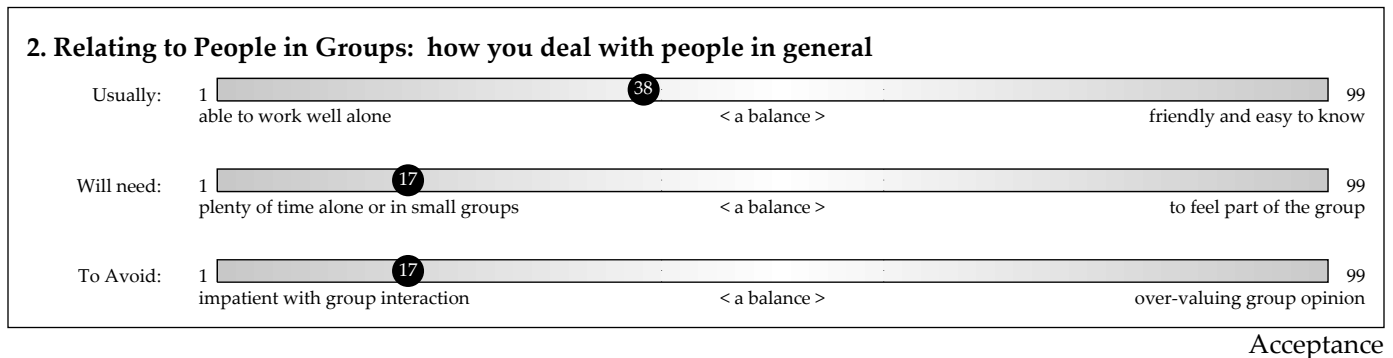 2. Relating to People in Groups:  how you deal with people in general
Usually: 1 38 99
able to work well alone < a balance > friendly and easy to know
Will need: 1 17 99
plenty of time alone or in small groups < a balance > to feel part of the group
To Avoid: 1 17 99
impatient with group interaction < a balance > over-valuing group opinion
Acceptance